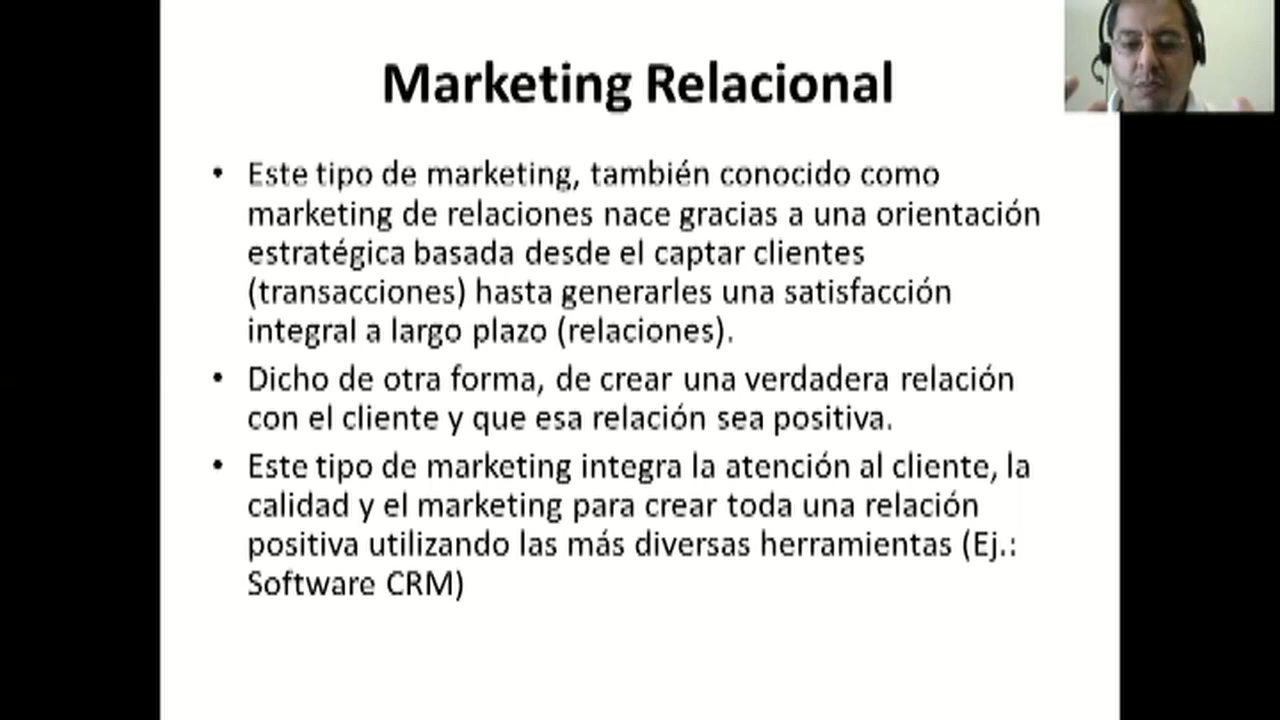 Marketing Relacional
• Este tipo de marketing, también conocido como
marketing de relaciones nace gracias a una orientación
estratégica basada desde el captar clientes
(transacciones) hasta generarles una satisfacción
integral a largo plazo (relaciones).
• Dicho de otra forma, de crear una verdadera relación
con el cliente y que esa relación sea positiva.
• Este tipo de marketing integra la atención al cliente, la
calidad y el marketing para crear toda una relación
positiva utilizando las más diversas herramientas (Ej.:
Software CRM)